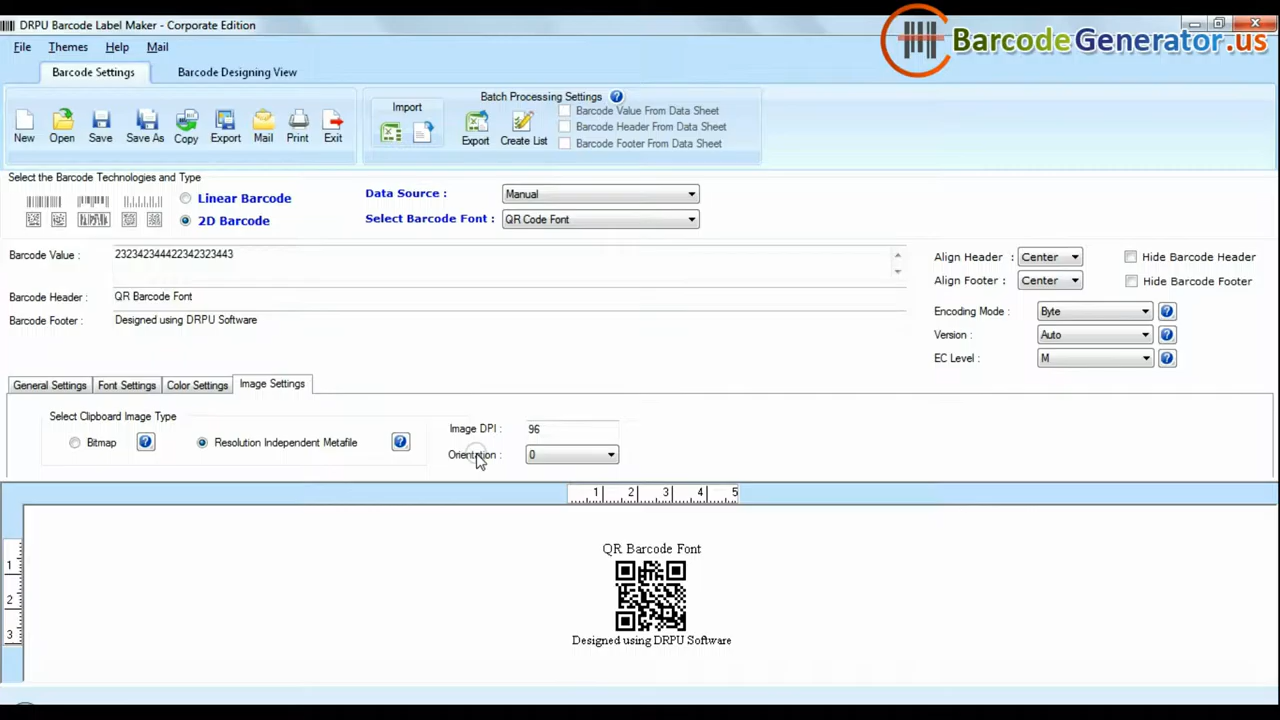 DRPU Barcode Label Maker - Corporate Edition
BarcodeGenerator.us
File Themes Help Mail
Barcode Settings Barcode Designing View
New Open Save Save As Copy Export Mail Print Exit
Import
Batch Processing Settings ?
Export Create List
Barcode Value From Data Sheet
Barcode Header From Data Sheet
Barcode Footer From Data Sheet
Select the Barcode Technologies and Type
Linear Barcode
2D Barcode
Data Source : Manual
Select Barcode Font : QR Code Font
Barcode Value : 232342344422342323443
Barcode Header : QR Barcode Font
Barcode Footer : Designed using DRPU Software
Align Header : Center Hide Barcode Header
Align Footer : Center Hide Barcode Footer
Encoding Mode : Byte ?
Version : Auto ?
EC Level : M ?
General Settings Font Settings Color Settings Image Settings
Select Clipboard Image Type
Bitmap ? Resolution Independent Metafile ?
Image DPI : 96
Orientation : 0
1 2 3 4 5
1
2
3
QR Barcode Font
Designed using DRPU Software